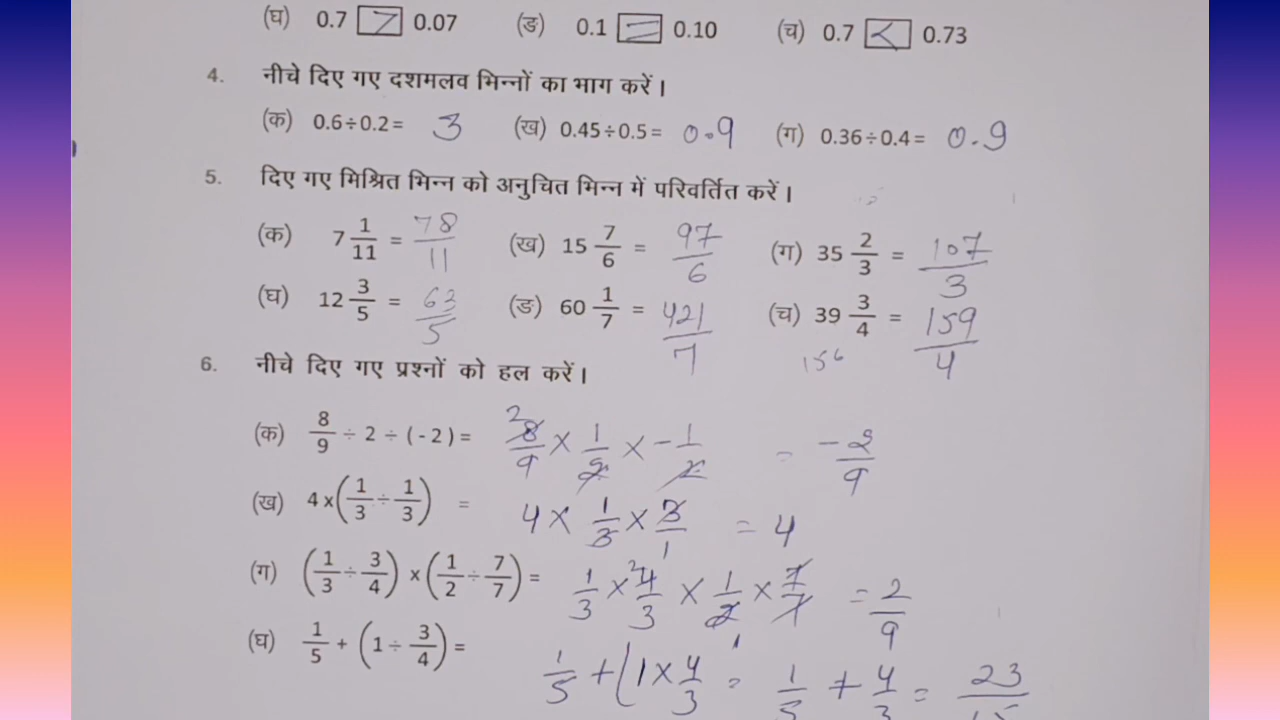 (घ) 0.7 > 0.07 (ङ) 0.1 = 0.10 (च) 0.7 < 0.73
4. नीचे दिए गए दशमलव भिन्नों का भाग करें।
(क) 0.6÷0.2= 3 (ख) 0.45÷0.5= 0.9 (ग) 0.36÷0.4= 0.9
5. दिए गए मिश्रित भिन्न को अनुचित भिन्न में परिवर्तित करें।
(क) 7 1/11 = 78/11 (ख) 15 7/6 = 97/6 (ग) 35 2/3 = 107/3
(घ) 12 3/5 = 63/5 (ङ) 60 1/7 = 421/7 (च) 39 3/4 = 159/4
156
6. नीचे दिए गए प्रश्नों को हल करें।
(क) 8/9 ÷ 2 ÷ (-2) = 2 8/9 × 1/2 × -1/2 = -2/9
(ख) 4x(1/3 ÷ 1/3) = 4 × 1/3 × 3/1 = 4
(ग) (1/3 ÷ 3/4) x (1/2 ÷ 7/7) = 1/3 × 2 4/3 × 1/2 × 7/7 = 2/9
(घ) 1/5 + (1 ÷ 3/4) = 1/5 + (1 × 4/3 = 1/5 + 4/3 = 23/15